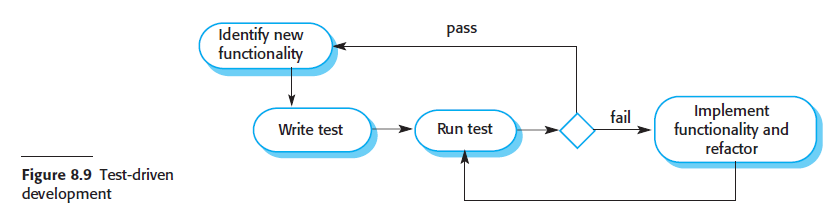 Identify new
functionality
pass
Write test
Run test
fail
Implement
functionality and
refactor
Figure 8.9 Test-driven
development